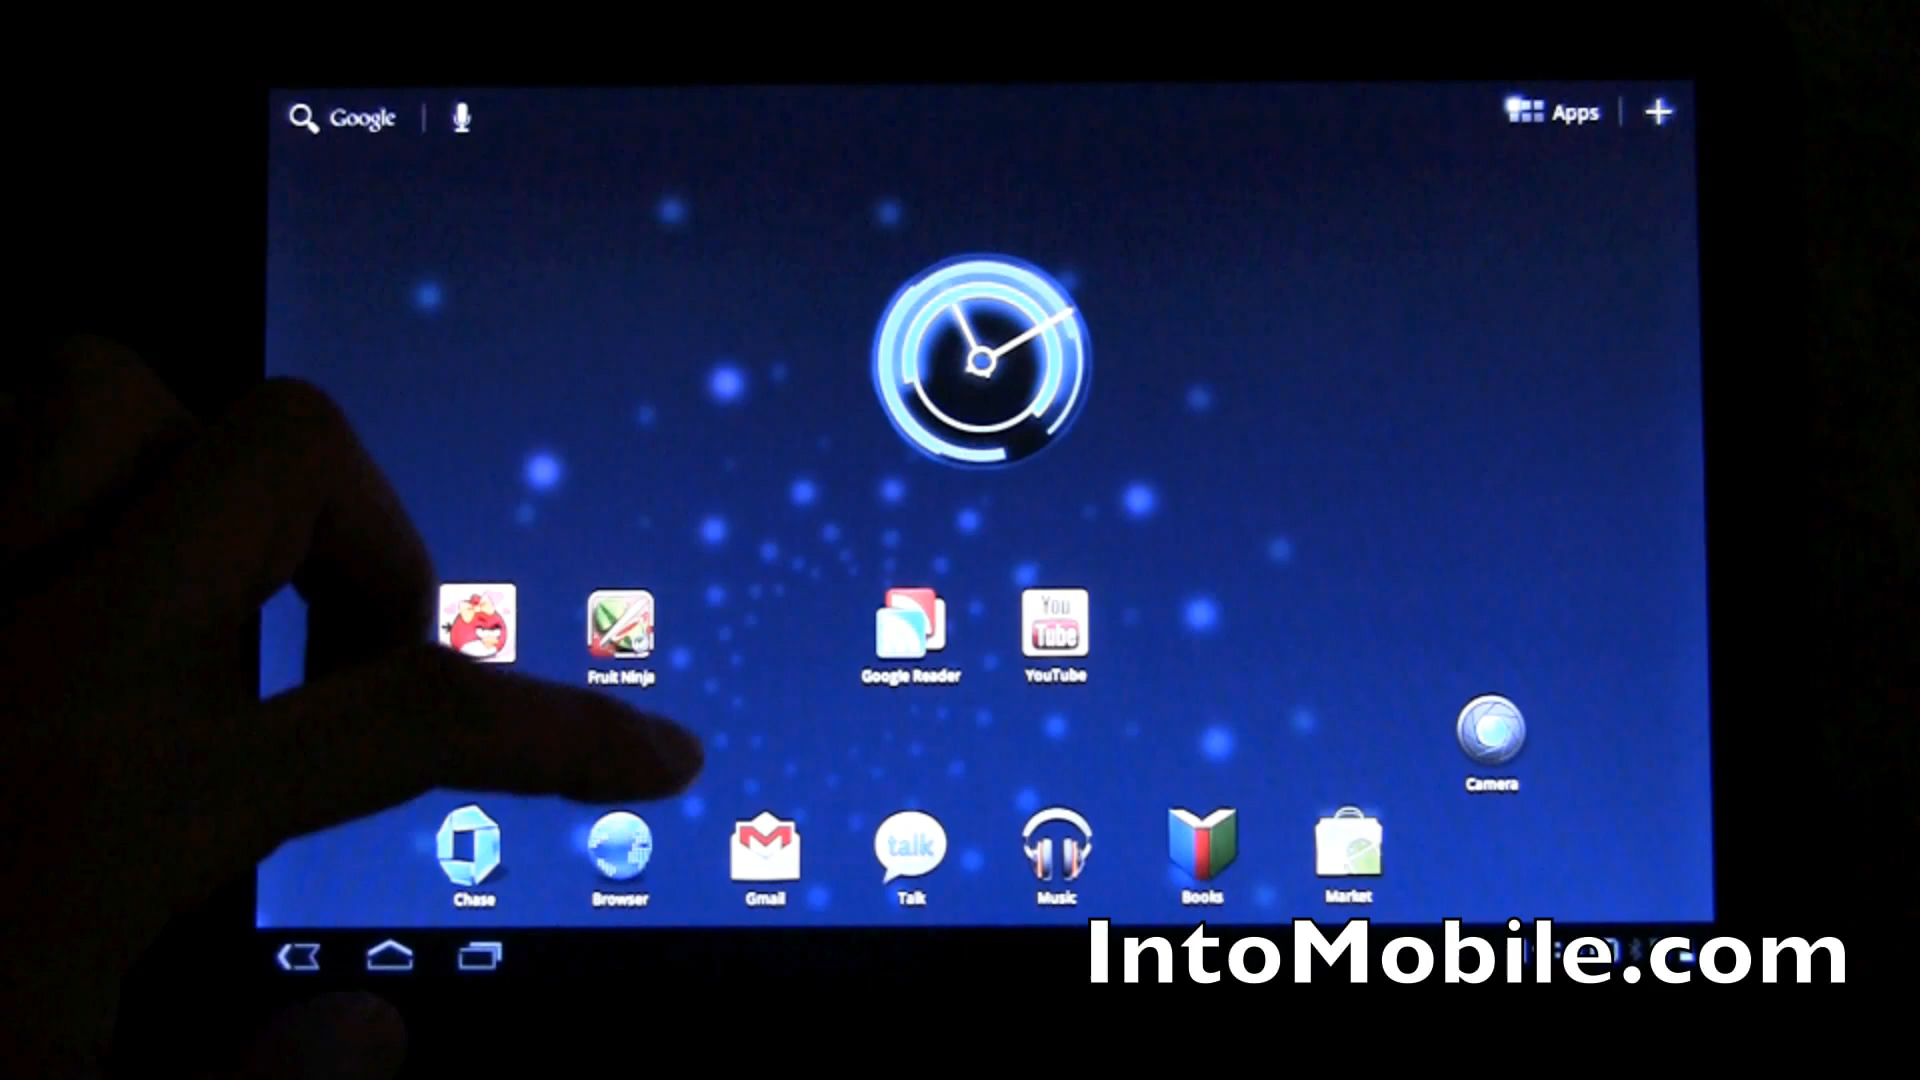 Google
Apps
You
Tube
Fruit Ninja
Google Reader
YouTube
Camera
talk
Chase
Browser
Gmail
Talk
Music
Books
Market
IntoMobile.com